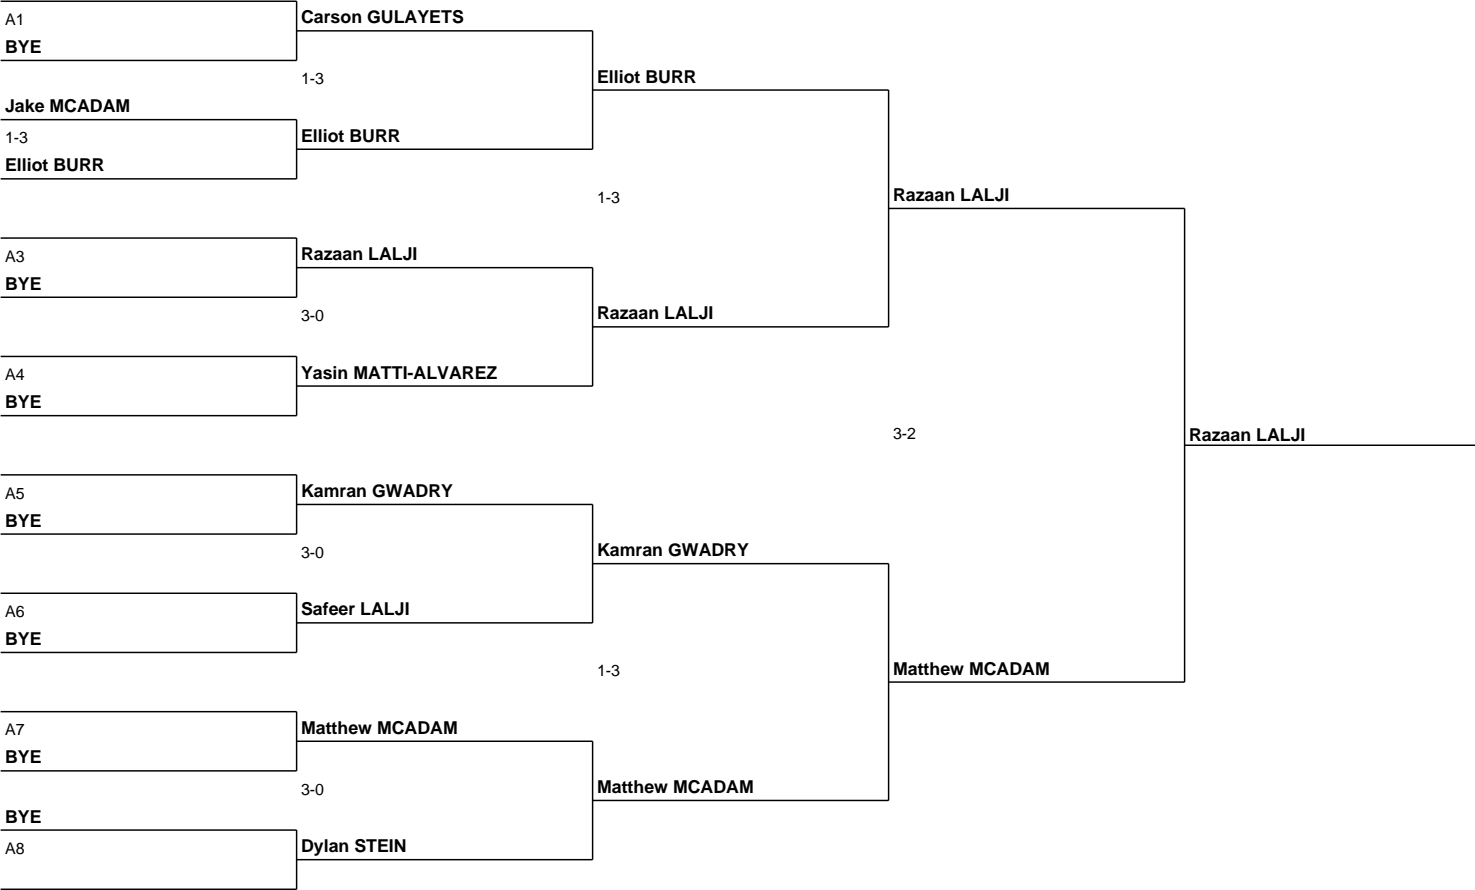 A1
BYE
Jake MCADAM
1-3
Elliot BURR
A3
BYE
A4
BYE
A5
BYE
A6
BYE
A7
BYE
BYE
A8
Carson GULAYETS
1-3
Elliot BURR
Razaan LALJI
3-0
Yasin MATTI-ALVAREZ
Kamran GWADRY
3-0
Safeer LALJI
Matthew MCADAM
3-0
Dylan STEIN
Elliot BURR
1-3
Razaan LALJI
Kamran GWADRY
1-3
Matthew MCADAM
Razaan LALJI
3-2
Matthew MCADAM
Razaan LALJI